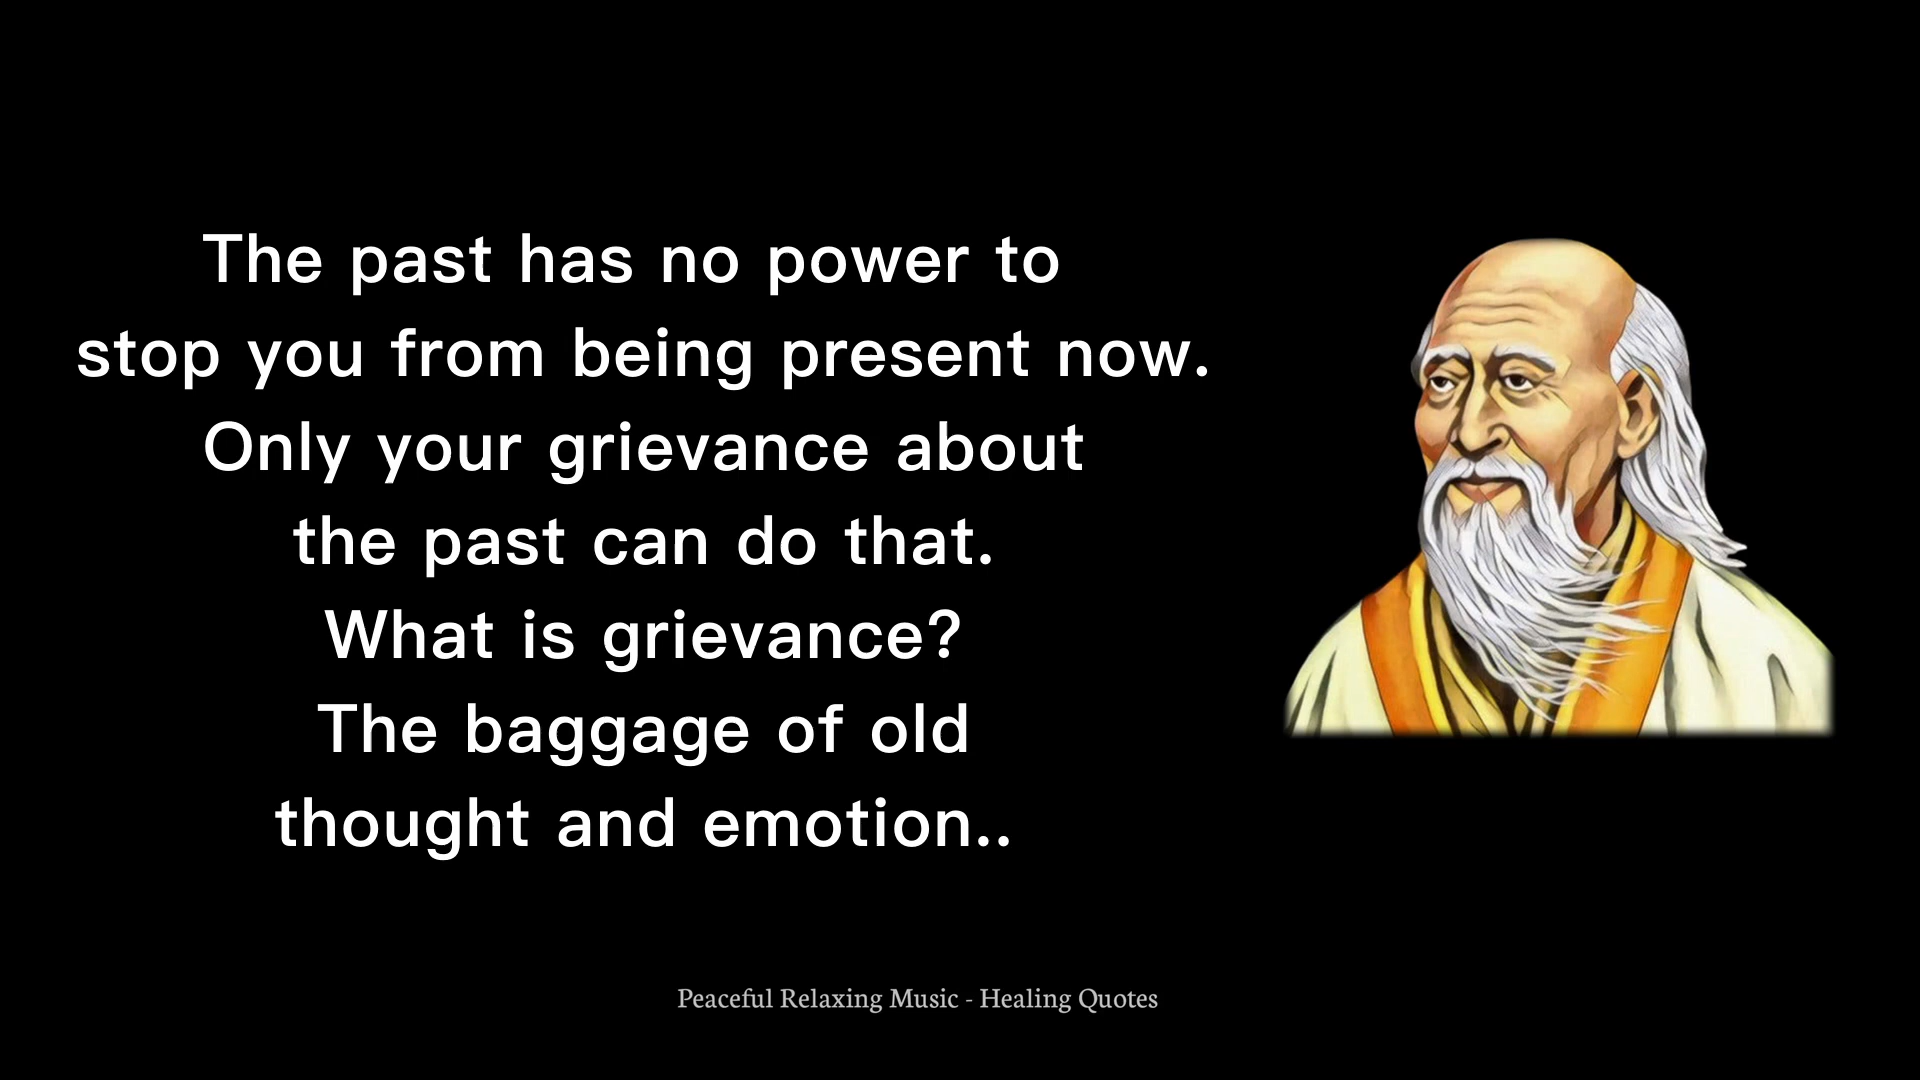 The past has no power to
stop you from being present now.
Only your grievance about
the past can do that.
What is grievance?
The baggage of old
thought and emotion..
Peaceful Relaxing Music - Healing Quotes